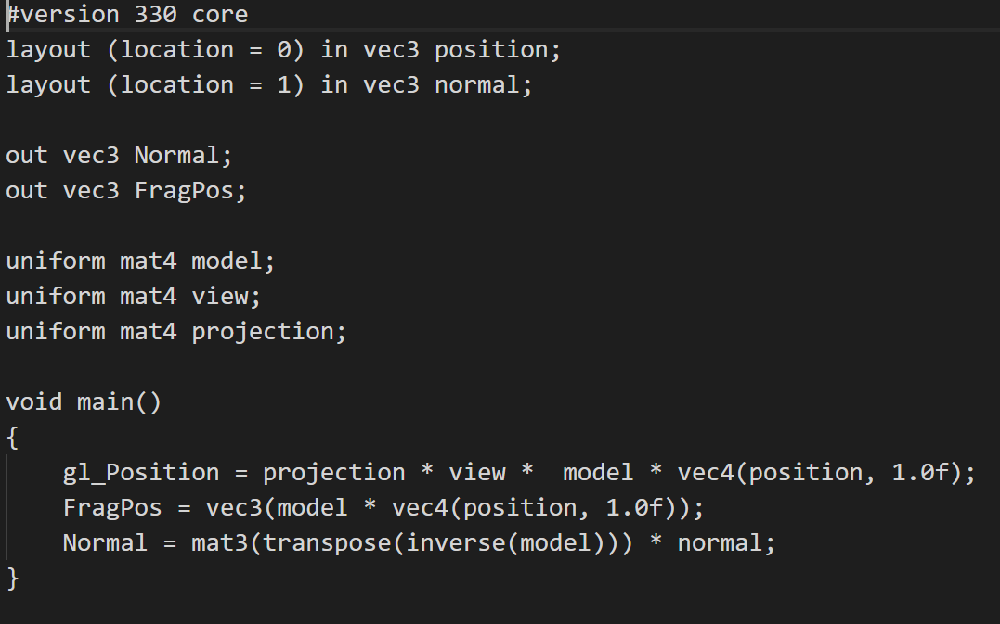 #version 330 core
layout (location = 0) in vec3 position;
layout (location = 1) in vec3 normal;

out vec3 Normal;
out vec3 FragPos;

uniform mat4 model;
uniform mat4 view;
uniform mat4 projection;

void main()
{
    gl_Position = projection * view *  model * vec4(position, 1.0f);
    FragPos = vec3(model * vec4(position, 1.0f));
    Normal = mat3(transpose(inverse(model))) * normal;
}